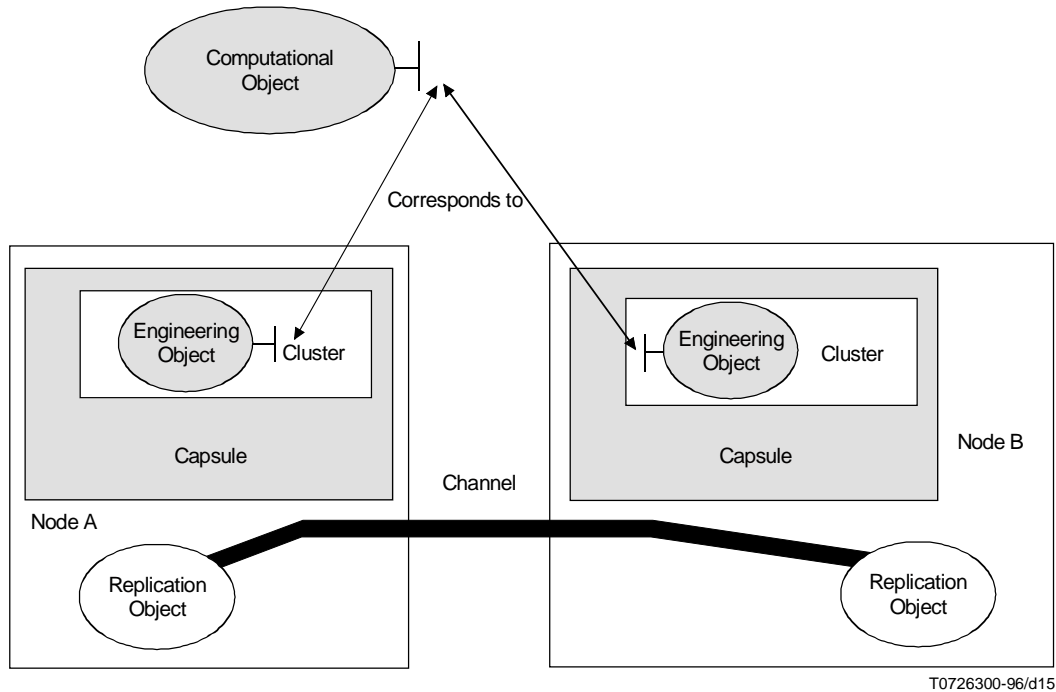 Computational
Object
Corresponds to
Engineering
Object
Cluster
Capsule
Node A
Replication
Object
Channel
Engineering
Object
Cluster
Capsule
Node B
Replication
Object
T0726300-96/d15